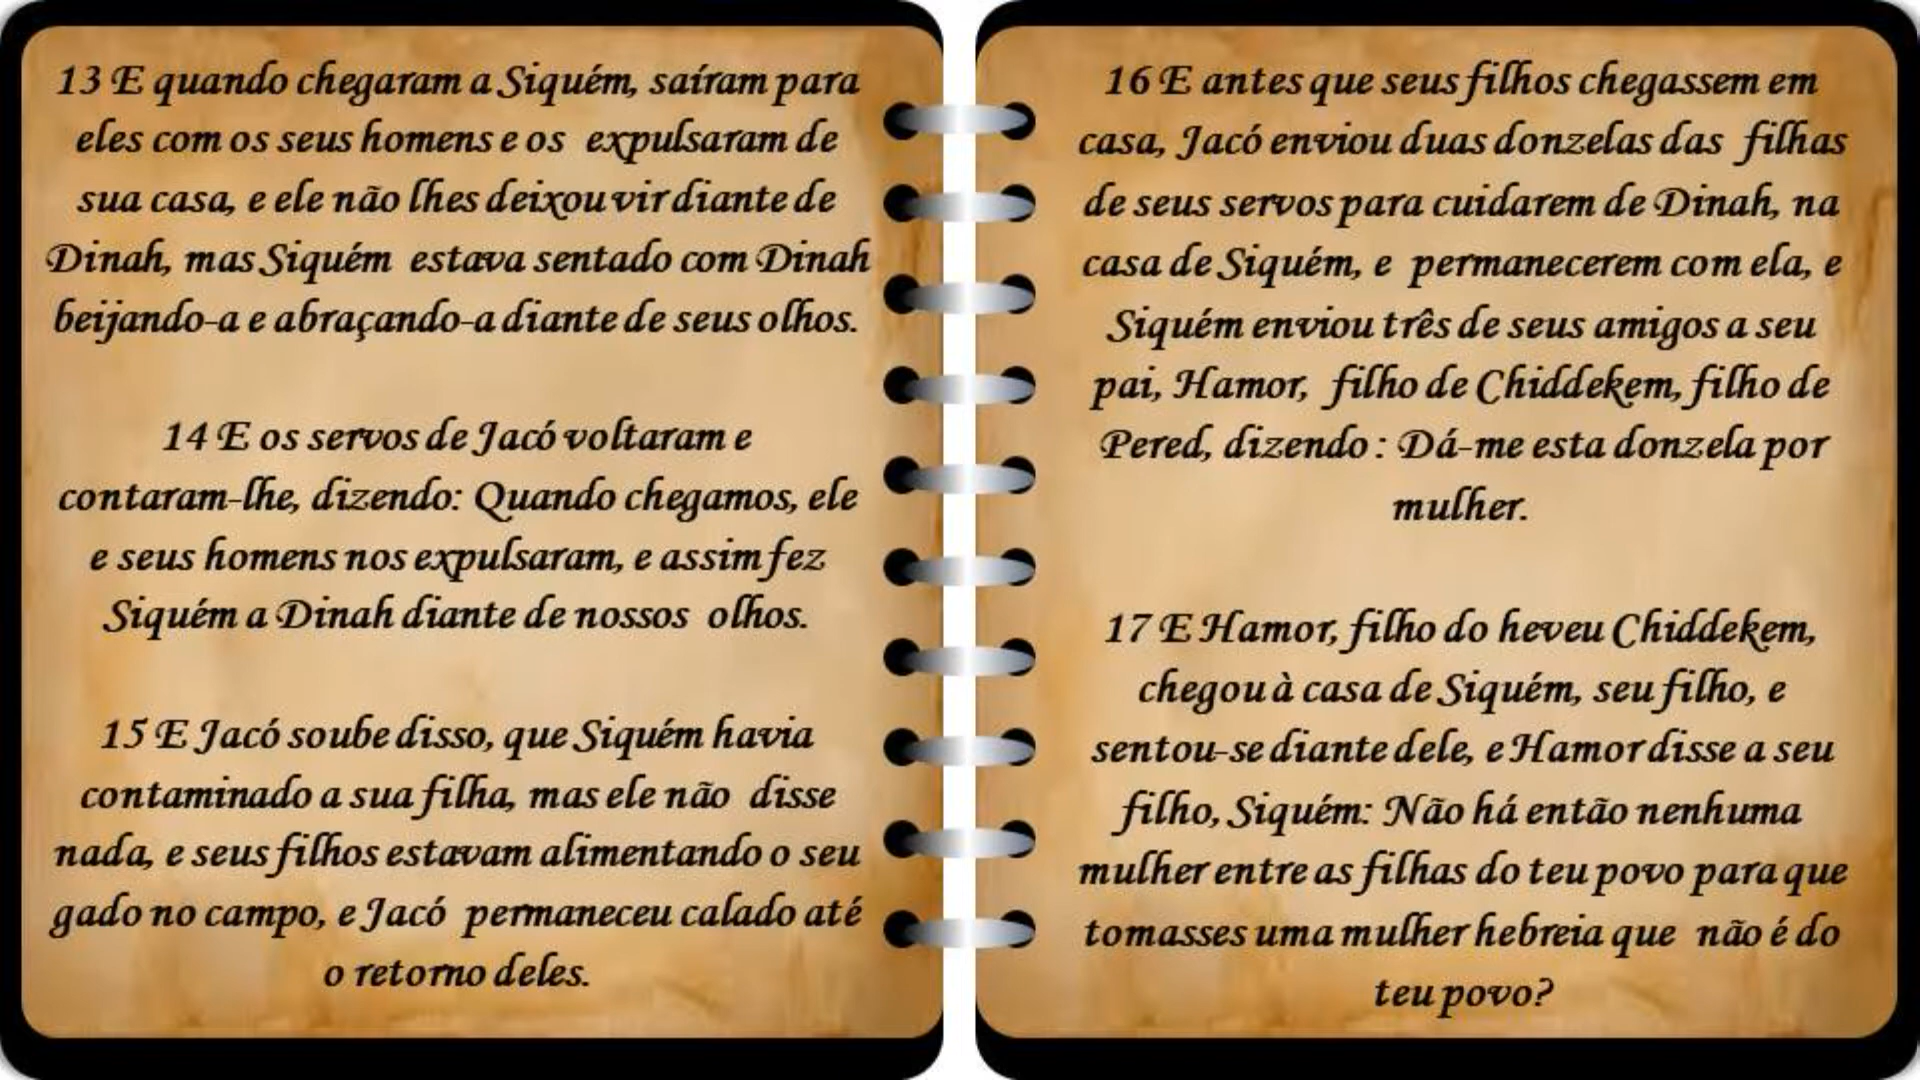 13 E quando chegaram a Siquém, saíram para
eles com os seus homens e os expulsaram de
sua casa, e ele não lhes deixou vir diante de
Dinah, mas Siquém estava sentado com Dinah
beijando-a e abraçando-a diante de seus olhos.
14 E os servos de Jacó voltaram e
contaram-lhe, dizendo: Quando chegamos, ele
e seus homens nos expulsaram, e assim fez
Siquém a Dinah diante de nossos olhos.
15 E Jacó soube disso, que Siquém havia
contaminado a sua filha, mas ele não disse
nada, e seus filhos estavam alimentando o seu
gado no campo, e Jacó permaneceu calado até
o retorno deles.
16 E antes que seus filhos chegassem em
casa, Jacó enviou duas donzelas das filhas
de seus servos para cuidarem de Dinah, na
casa de Siquém, e permanecerem com ela, e
Siquém enviou três de seus amigos a seu
pai, Hamor, filho de Chiddekem, filho de
Pered, dizendo : Dá-me esta donzela por
mulher.
17 E Hamor, filho do heveu Chiddekem,
chegou à casa de Siquém, seu filho, e
sentou-se diante dele, e Hamor disse a seu
filho, Siquém: Não há então nenhuma
mulher entre as filhas do teu povo para que
tomasses uma mulher hebreia que não é do
teu povo?